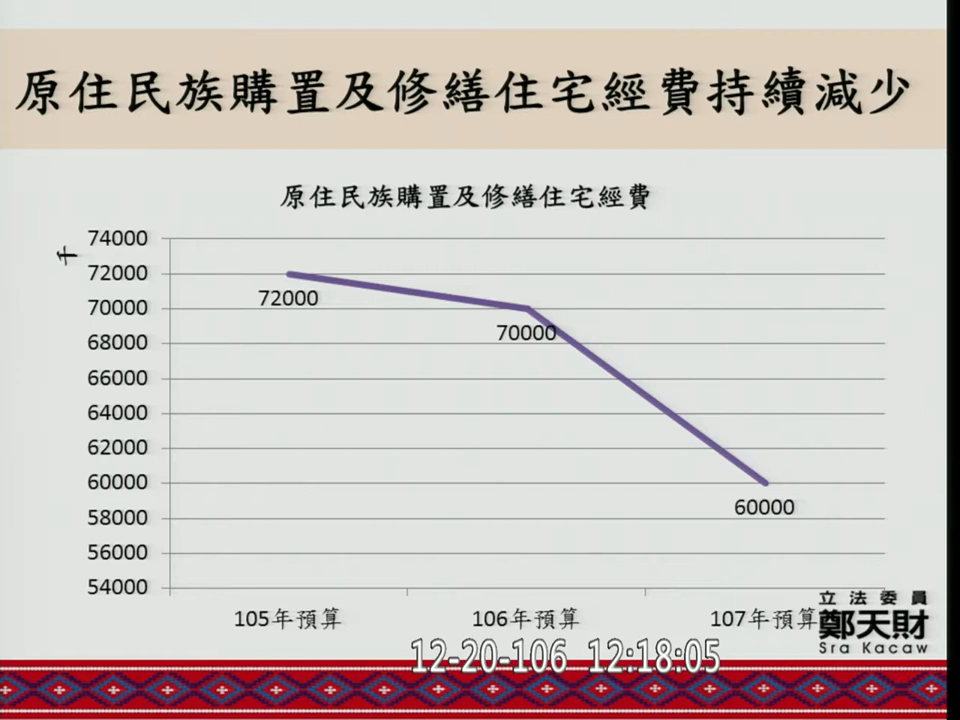 原住民族購置及修繕住宅經費持續減少
原住民族購置及修繕住宅經費
千
74000
72000
70000
68000
66000
64000
62000
60000
58000
56000
54000
72000
70000
60000
105年預算
106年預算
107年預算
立法委員
鄭天財
Sra Kacaw
12-20-106 12:18:05